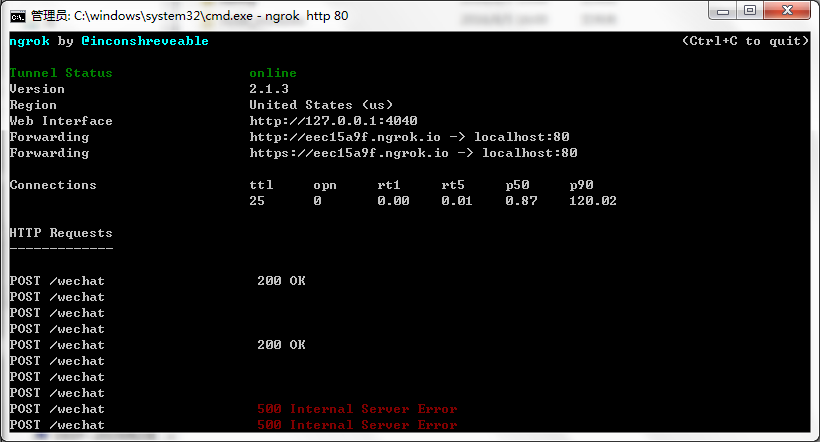 管理员: C:\windows\system32\cmd.exe - ngrok  http 80
ngrok by @inconshreveable (Ctrl+C to quit)
Tunnel Status online
Version 2.1.3
Region United States (us)
Web Interface http://127.0.0.1:4040
Forwarding http://eec15a9f.ngrok.io -> localhost:80
Forwarding https://eec15a9f.ngrok.io -> localhost:80
Connections ttl opn rt1 rt5 p50 p90
25 0 0.00 0.01 0.87 120.02
HTTP Requests
-------------
POST /wechat 200 OK
POST /wechat
POST /wechat
POST /wechat
POST /wechat 200 OK
POST /wechat
POST /wechat
POST /wechat
POST /wechat 500 Internal Server Error
POST /wechat 500 Internal Server Error